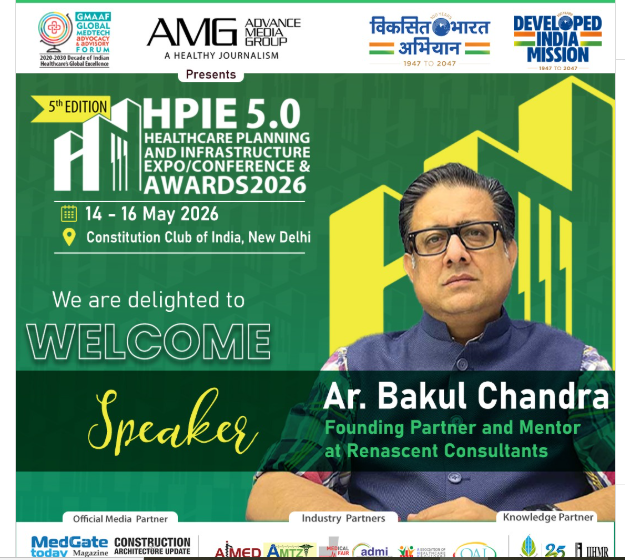 GMAAF
GLOBAL
MEDTECH
ADVOCACY
& ADVISORY
FORUM
2020-2030 Decade of Indian
Healthcare's Global Excellence
AMG ADVANCE
MEDIA
GROUP
A HEALTHY JOURNALISM
विकसित भारत
अभियान
1947 TO 2047
DEVELOPED
INDIA
MISSION
1947 TO 2047
Presents
5th EDITION
HPIE 5.0
HEALTHCARE PLANNING
AND INFRASTRUCTURE
EXPO/CONFERENCE &
AWARDS2026
14 - 16 May 2026
Constitution Club of India, New Delhi
We are delighted to
WELCOME
Speaker
Ar. Bakul Chandra
Founding Partner and Mentor
at Renascent Consultants
Official Media Partner
Industry Partners
Knowledge Partner
MedGate
today Magazine
CONSTRUCTION
ARCHITECTURE UPDATE
AiMED
AMTZ
MEDICAL
FAIR
admi
25
IIHMR